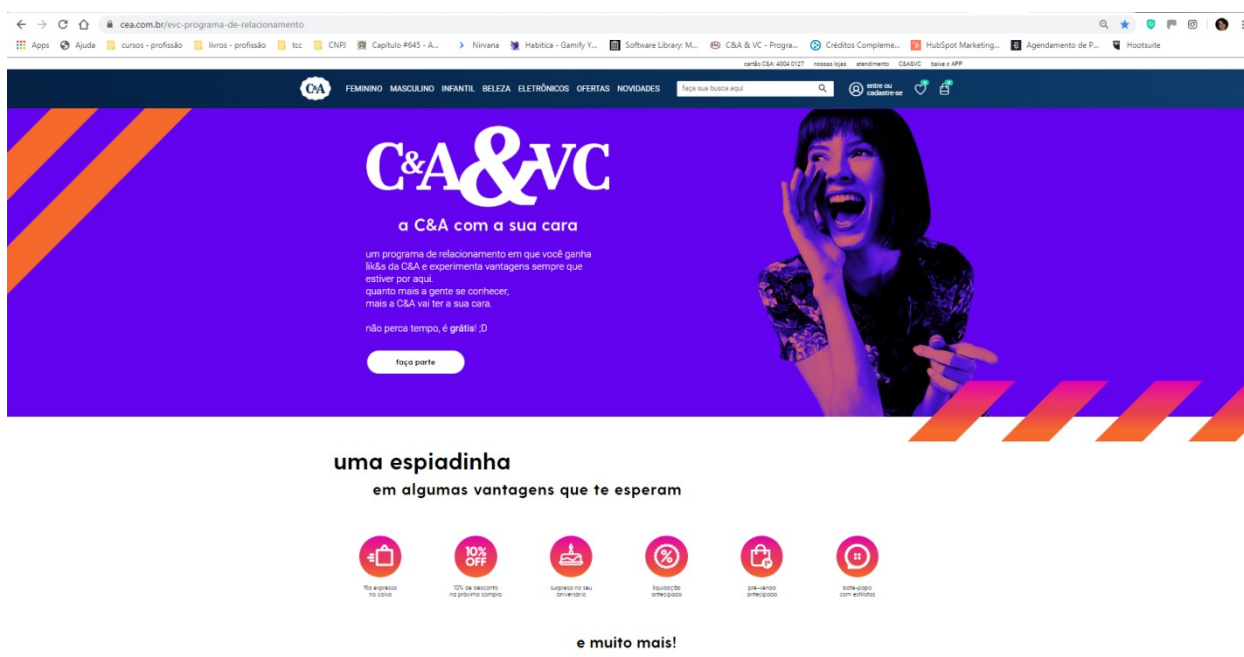 cea.com.br/evc-programa-de-relacionamento
Apps Ajuda cursos - profissão livros - profissão tcc CNPJ Capítulo #645 - A... Nirvana Habitica - Gamify Y... Software Library: M... C&A & VC - Progra... Créditos Compleme... HubSpot Marketing... Agendamento de P... Hootsuite
cartão C&A: 4004 0127 nossas lojas atendimento C&A&VC baixe o APP
C&A FEMININO MASCULINO INFANTIL BELEZA ELETRÔNICOS OFERTAS NOVIDADES faça sua busca aqui entre ou
cadastre-se
C&A&VC
a C&A com a sua cara
um programa de relacionamento em que você ganha
lik&s da C&A e experimenta vantagens sempre que
estiver por aqui.
quanto mais a gente se conhecer,
mais a C&A vai ter a sua cara.
não perca tempo, é grátis! ;D
faça parte
uma espiadinha
em algumas vantagens que te esperam
10%
OFF
fila expressa
no caixa
10% de desconto
na próxima compra
surpresa no seu
aniversário
liquidação
antecipada
pré-venda
antecipada
bate-papo
com estilistas
e muito mais!